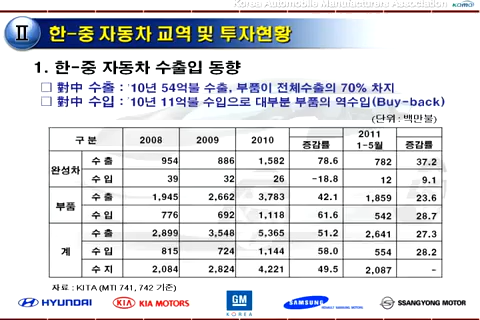 Korea Automobile Manufacturers Association KAMA
Ⅱ 한-중 자동차 교역 및 투자현황
1. 한-중 자동차 수출입 동향
□ 對中 수출 : '10년 54억불 수출, 부품이 전체수출의 70% 차지
□ 對中 수입 : '10년 11억불 수입으로 대부분 부품의 역수입(Buy-back)
(단위 : 백만불)
구 분 2008 2009 2010 증감률 2011 1-5월 증감률
완성차 수 출 954 886 1,582 78.6 782 37.2
수 입 39 32 26 -18.8 12 9.1
부품 수 출 1,945 2,662 3,783 42.1 1,859 23.6
수 입 776 692 1,118 61.6 542 28.7
계 수 출 2,899 3,548 5,365 51.2 2,641 27.3
수 입 815 724 1,144 58.0 554 28.2
수 지 2,084 2,824 4,221 49.5 2,087 -
자료 : KITA (MTI 741, 742 기준)
HYUNDAI KIA KIA MOTORS GM KOREA SAMSUNG RENAULT SAMSUNG MOTORS SSANGYONG MOTOR